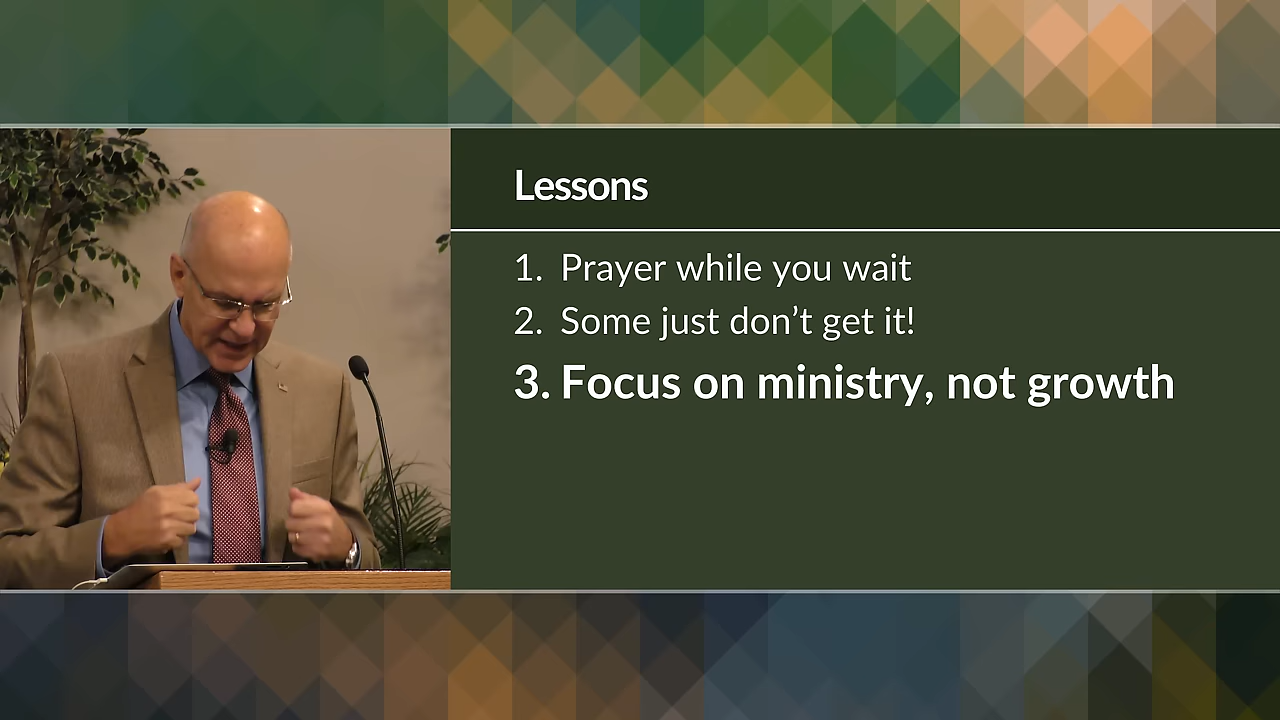 Lessons
1. Prayer while you wait
2. Some just don’t get it!
3. Focus on ministry, not growth